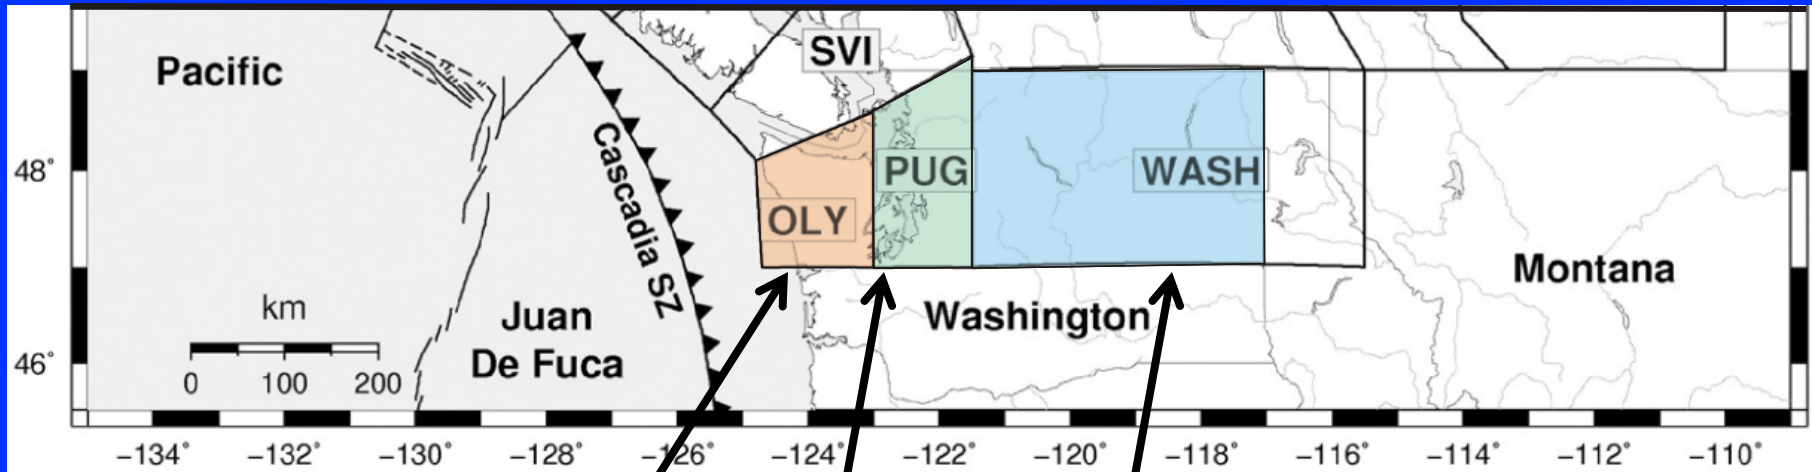 SVI
Pacific
48°
PUG
WASH
OLY
Cascadia SZ
Montana
km
Juan
De Fuca
Washington
46°
0 100 200
−134° −132° −130° −128° −126° −124° −122° −120° −118° −116° −114° −112° −110°